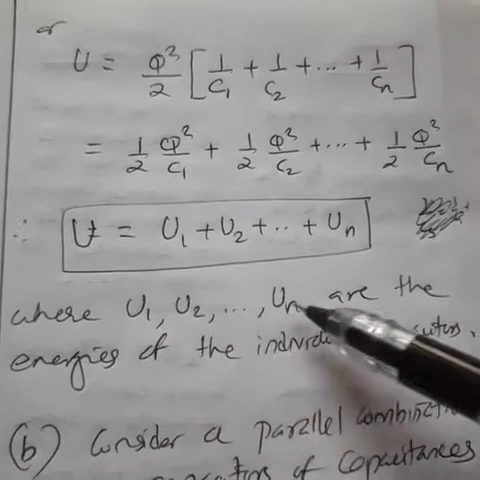 or
U = Q²/2 [1/C₁ + 1/C₂ + ... + 1/Cₙ]
= 1/2 Q²/C₁ + 1/2 Q²/C₂ + ... + 1/2 Q²/Cₙ
∴ U = U₁ + U₂ + .. + Uₙ
where U₁, U₂, ..., Uₙ are the
energies of the
(b) Consider a parallel
of Capacitances